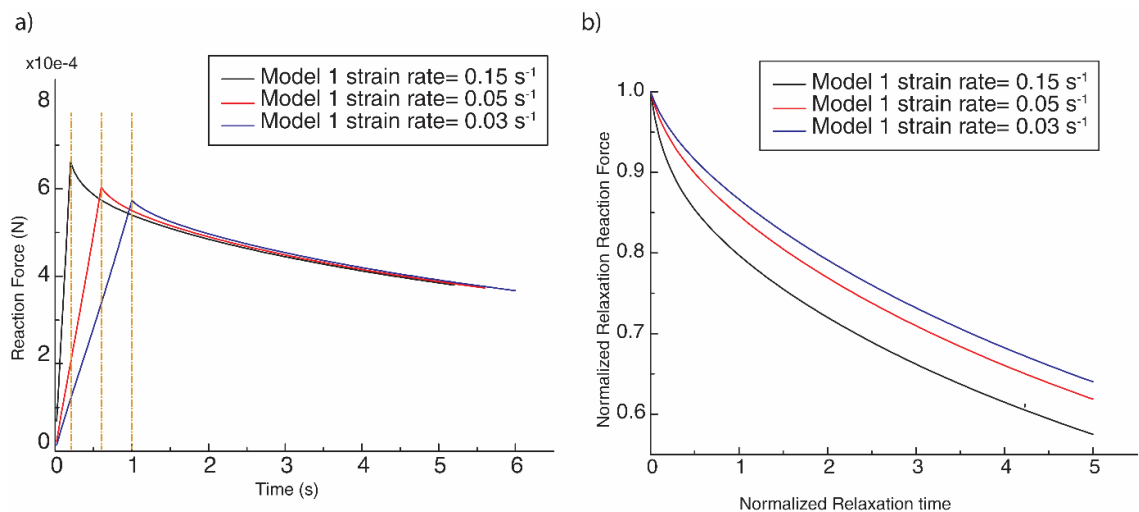 a)
x10e-4
Model 1 strain rate= 0.15 s⁻¹
Model 1 strain rate= 0.05 s⁻¹
Model 1 strain rate= 0.03 s⁻¹
8
6
4
2
0
Reaction Force (N)
0 1 2 3 4 5 6
Time (s)
b)
Model 1 strain rate= 0.15 s⁻¹
Model 1 strain rate= 0.05 s⁻¹
Model 1 strain rate= 0.03 s⁻¹
1.0
0.9
0.8
0.7
0.6
Normalized Relaxation Reaction Force
0 1 2 3 4 5
Normalized Relaxation time